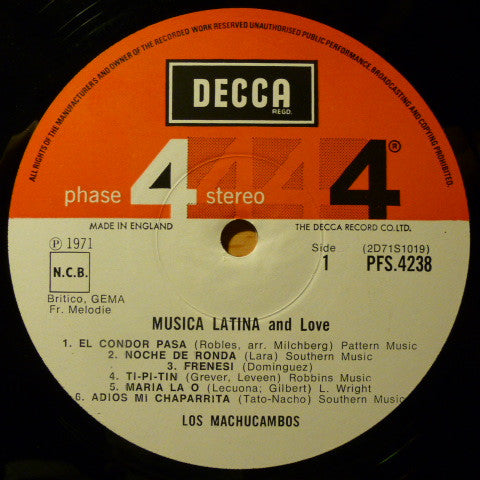 ALL RIGHTS OF THE MANUFACTURERS AND OWNER OF THE RECORDED WORK RESERVED UNAUTHORISED PUBLIC PERFORMANCE BROADCASTING AND COPYING PROHIBITED.
DECCA
REGD.
phase 4 stereo 4 4 4®
MADE IN ENGLAND
THE DECCA RECORD CO. LTD.
℗ 1971
Side (2D71S1019)
N.C.B.
1 PFS.4238
Britico, GEMA
Fr. Melodie
MUSICA LATINA and Love
1. EL CONDOR PASA (Robles, arr. Milchberg) Pattern Music
2. NOCHE DE RONDA (Lara) Southern Music
3. FRENESI (Dominguez)
4. TI-PI-TIN (Grever, Leveen) Robbins Music
5. MARIA LA O (Lecuona; Gilbert) L. Wright
6. ADIOS MI CHAPARRITA (Tato-Nacho) Southern Music
LOS MACHUCAMBOS